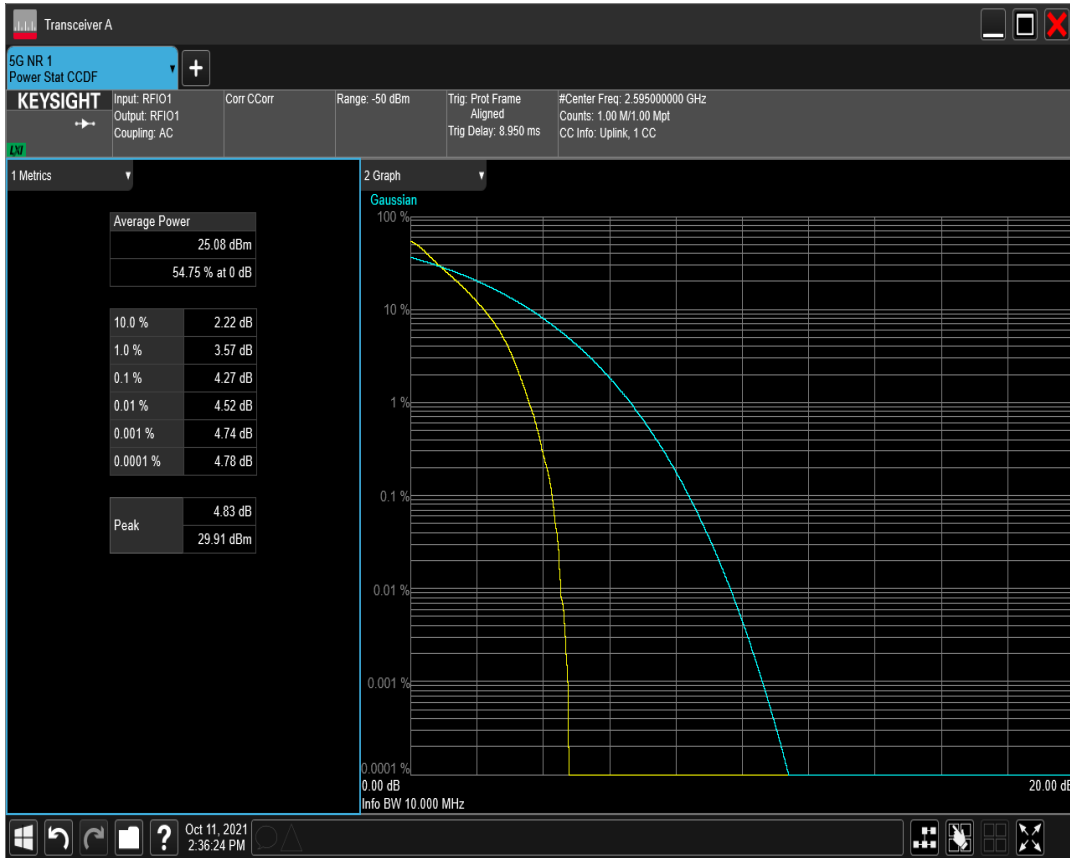 Transceiver A
5G NR 1
Power Stat CCDF
+
KEYSIGHT
LXI
Input: RFIO1
Output: RFIO1
Coupling: AC
Corr CCorr
Range: -50 dBm
Trig: Prot Frame
Aligned
Trig Delay: 8.950 ms
#Center Freq: 2.595000000 GHz
Counts: 1.00 M/1.00 Mpt
CC Info: Uplink, 1 CC
1 Metrics
Average Power
25.08 dBm
54.75 % at 0 dB
10.0 % 2.22 dB
1.0 % 3.57 dB
0.1 % 4.27 dB
0.01 % 4.52 dB
0.001 % 4.74 dB
0.0001 % 4.78 dB
Peak 4.83 dB
29.91 dBm
2 Graph
Gaussian
100 %
10 %
1 %
0.1 %
0.01 %
0.001 %
0.0001 %
0.00 dB 20.00 dB
Info BW 10.000 MHz
? Oct 11, 2021
2:36:24 PM